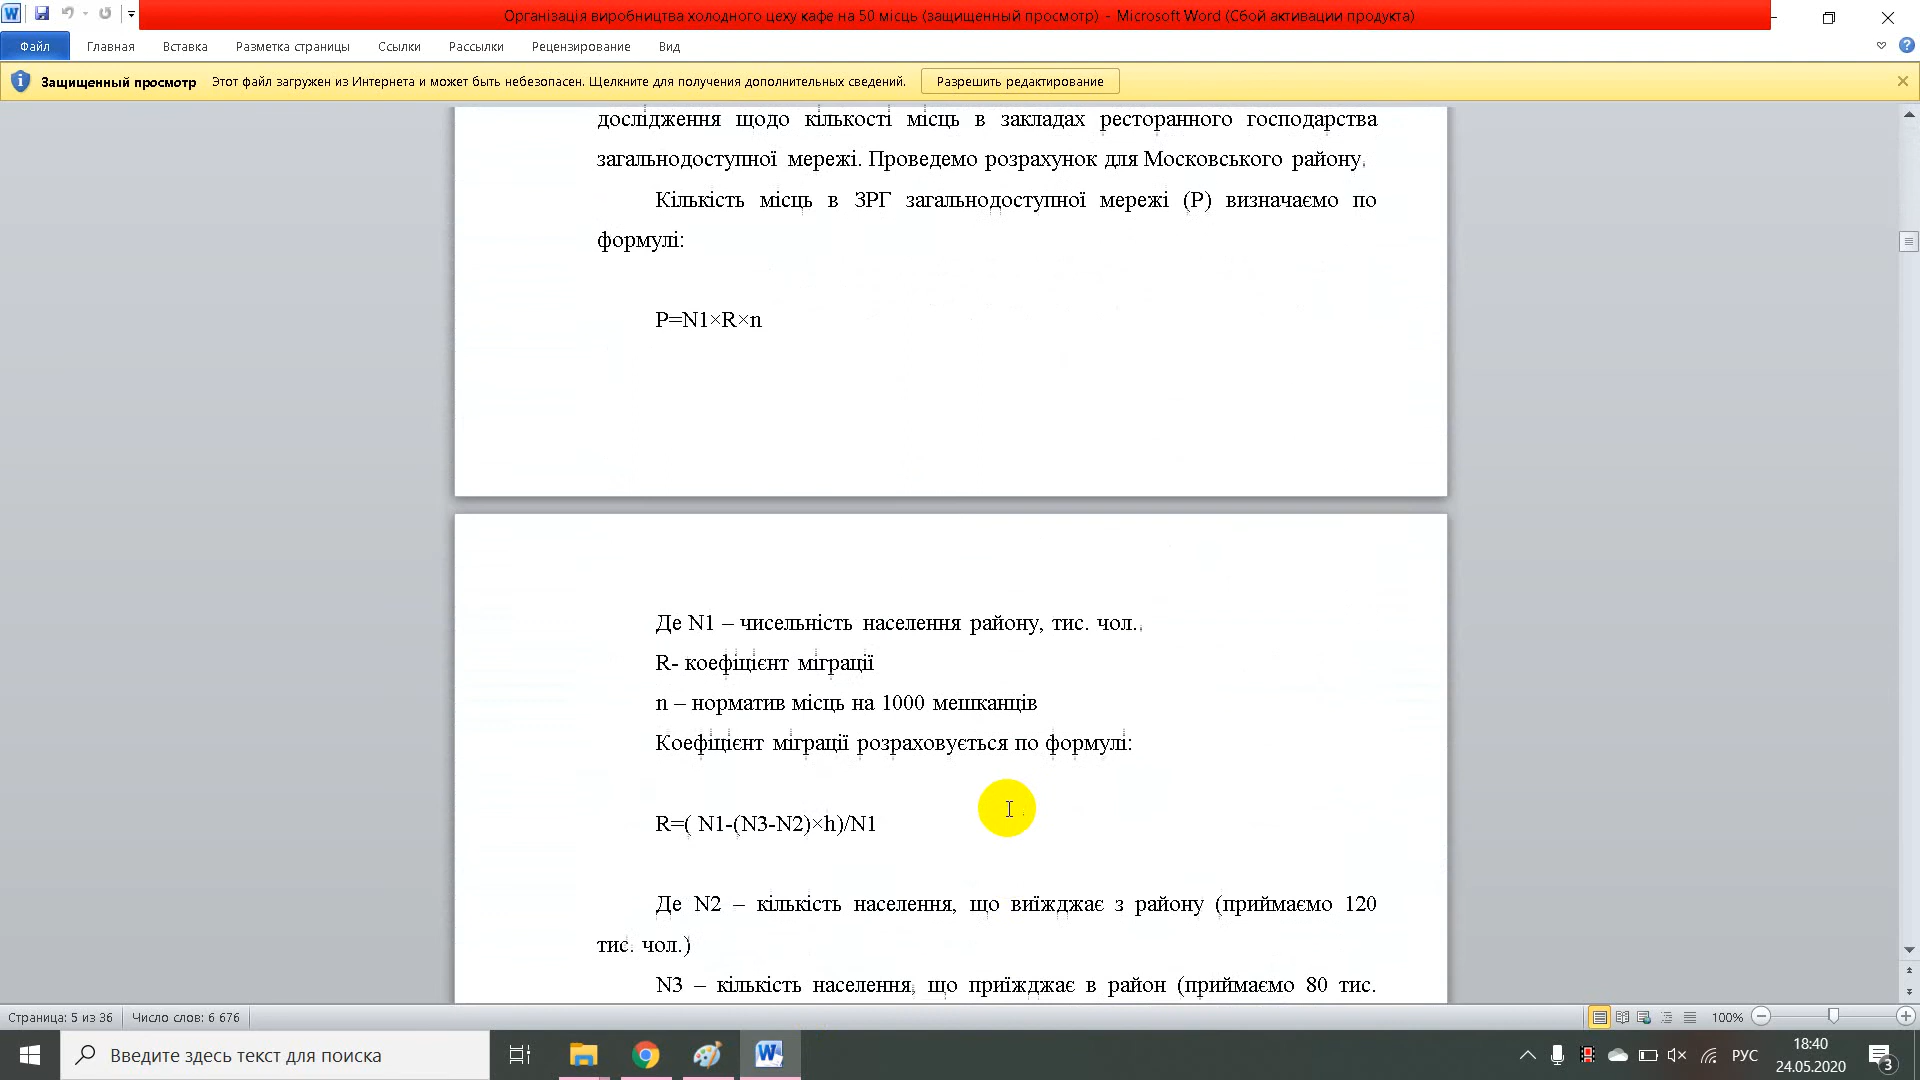 Організація виробництва холодного цеху кафе на 50 місць (защищенный просмотр) - Microsoft Word (Сбой активации продукта)
Файл Главная Вставка Разметка страницы Ссылки Рассылки Рецензирование Вид
Защищенный просмотр Этот файл загружен из Интернета и может быть небезопасен. Щелкните для получения дополнительных сведений. Разрешить редактирование
дослідження щодо кількості місць в закладах ресторанного господарства
загальнодоступної мережі. Проведемо розрахунок для Московського району.
Кількість місць в ЗРГ загальнодоступної мережі (Р) визначаємо по
формулі:
P=N1×R×n
Де N1 – чисельність населення району, тис. чол.
R- коефіцієнт міграції
n – норматив місць на 1000 мешканців
Коефіцієнт міграції розраховується по формулі:
R=( N1-(N3-N2)×h)/N1
Де N2 – кількість населення, що виїжджає з району (приймаємо 120
тис. чол.)
N3 – кількість населення, що приїжджає в район (приймаємо 80 тис.
Страница: 5 из 36 Число слов: 6 676 100%
Введите здесь текст для поиска РУС 18:40
24.05.2020 3